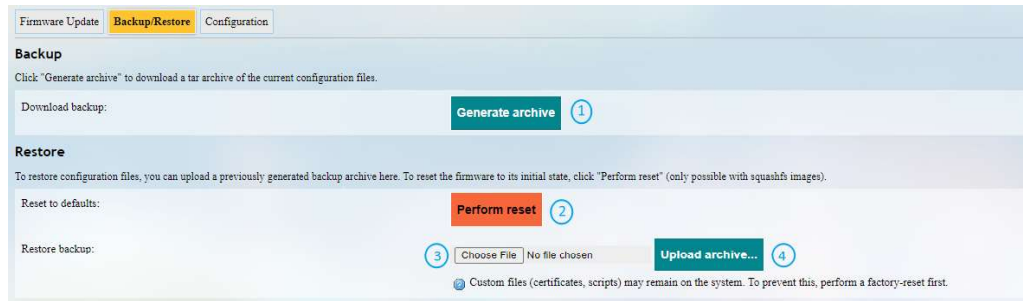 Firmware Update Backup/Restore Configuration
Backup
Click "Generate archive" to download a tar archive of the current configuration files.
Download backup: Generate archive 1
Restore
To restore configuration files, you can upload a previously generated backup archive here. To reset the firmware to its initial state, click "Perform reset" (only possible with squashfs images).
Reset to defaults: Perform reset 2
Restore backup: 3 Choose File No file chosen Upload archive... 4
? Custom files (certificates, scripts) may remain on the system. To prevent this, perform a factory-reset first.